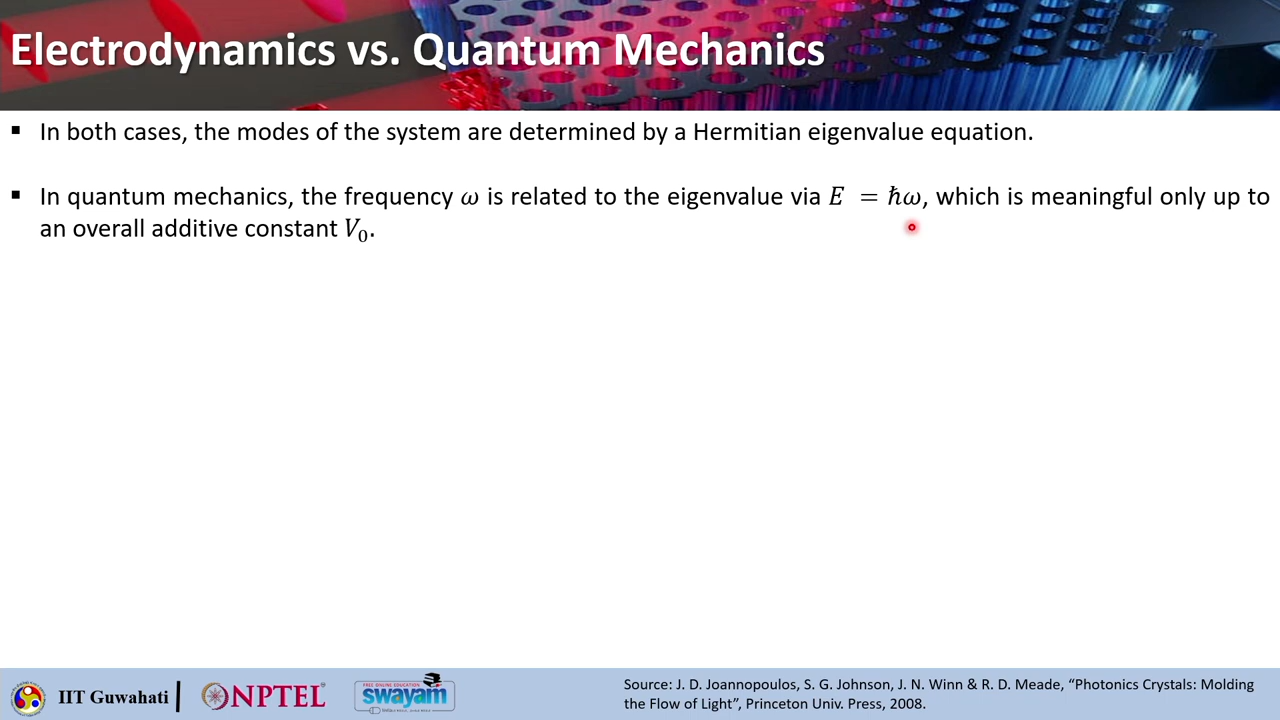 Electrodynamics vs. Quantum Mechanics
▪ In both cases, the modes of the system are determined by a Hermitian eigenvalue equation.
▪ In quantum mechanics, the frequency ω is related to the eigenvalue via E = ℏω, which is meaningful only up to
an overall additive constant V₀.
IIT Guwahati
NPTEL
FREE ONLINE EDUCATION
swayam
Source: J. D. Joannopoulos, S. G. Johnson, J. N. Winn & R. D. Meade, “Photonics Crystals: Molding
the Flow of Light”, Princeton Univ. Press, 2008.